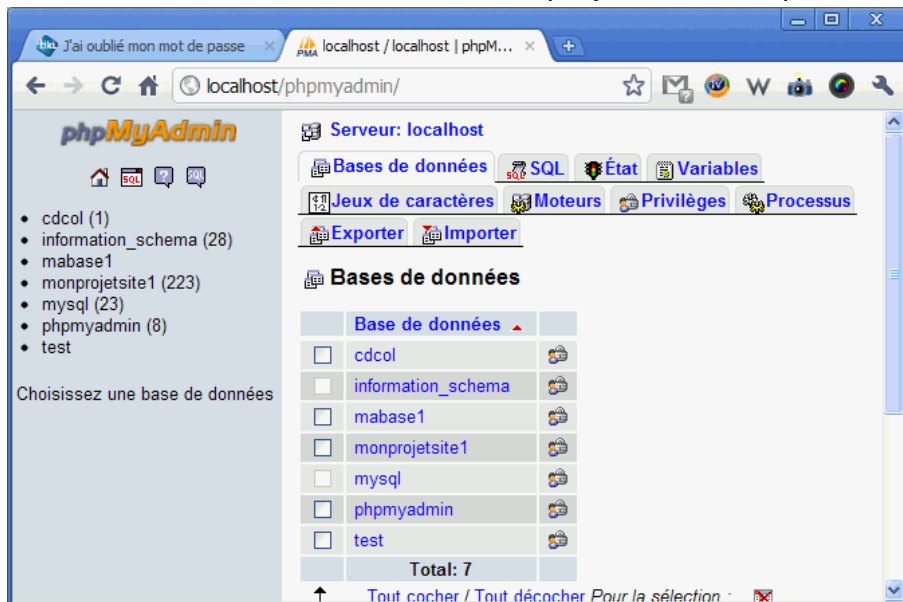 J'ai oublié mon mot de passe
localhost / localhost | phpM...
localhost/phpmyadmin/
phpMyAdmin
cdcol (1)
information_schema (28)
mabase1
monprojetsite1 (223)
mysql (23)
phpmyadmin (8)
test
Choisissez une base de données
Serveur: localhost
Bases de données SQL État Variables
Jeux de caractères Moteurs Privilèges Processus
Exporter Importer
Bases de données
Base de données
cdcol
information_schema
mabase1
monprojetsite1
mysql
phpmyadmin
test
Total: 7
Tout cocher / Tout décocher Pour la sélection :